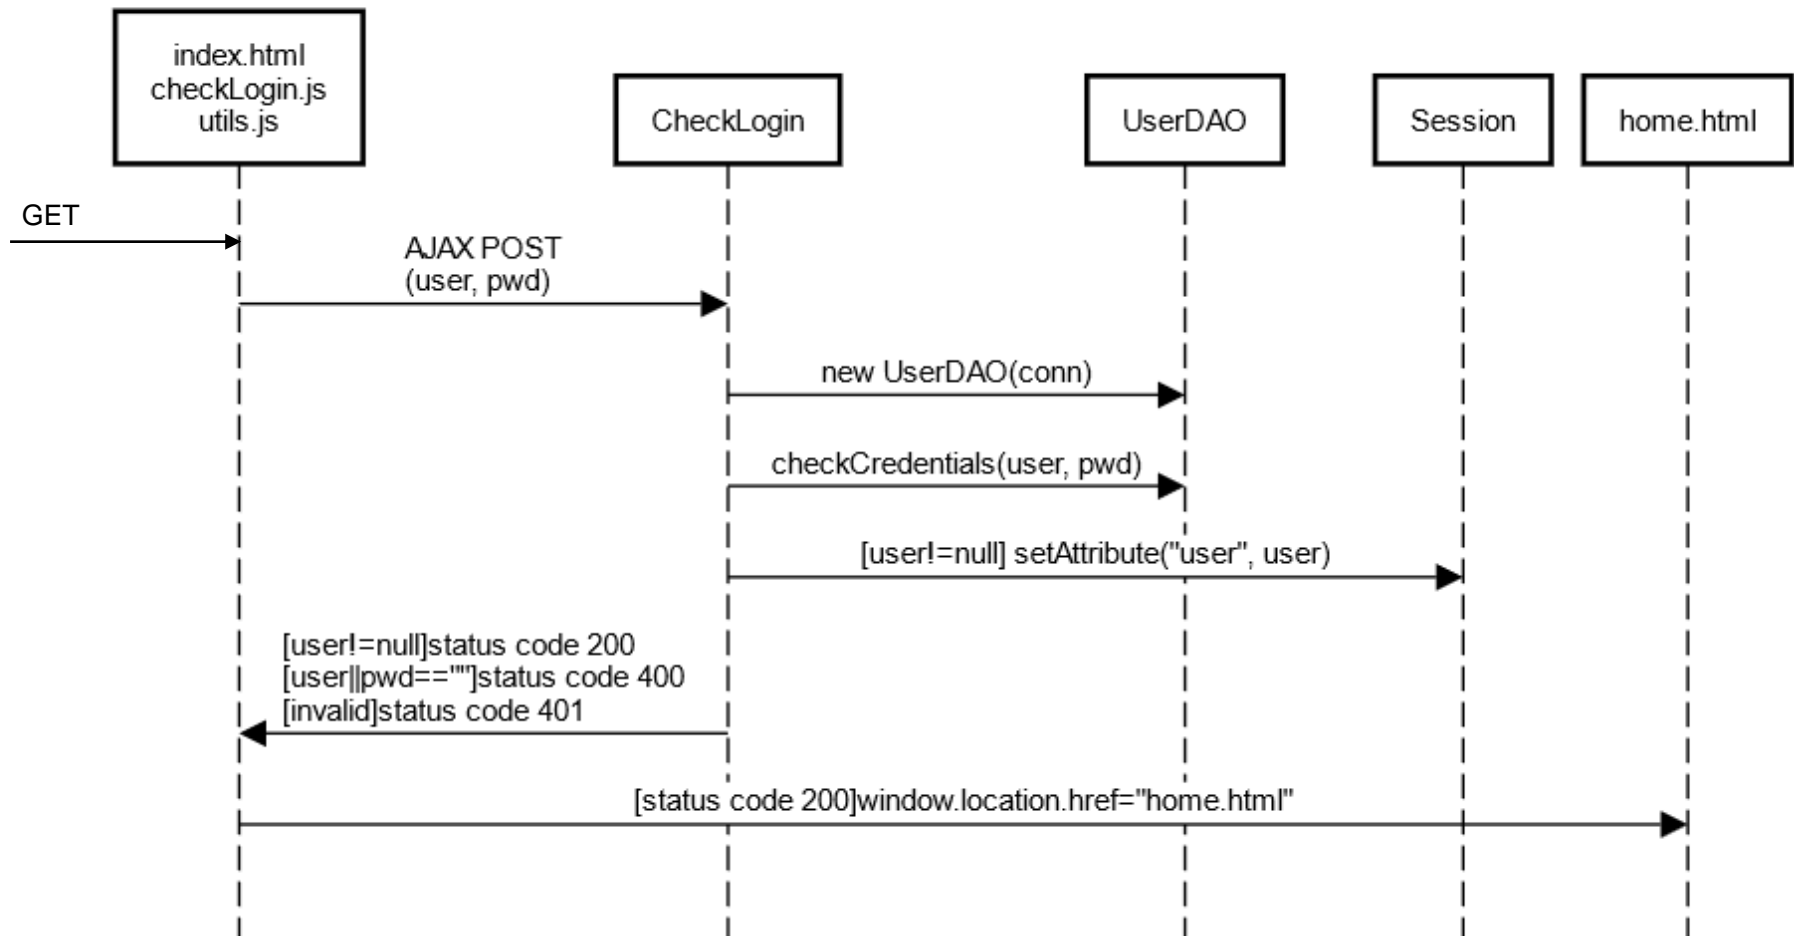 index.html
checkLogin.js
utils.js
CheckLogin
UserDAO
Session
home.html
GET
AJAX POST
(user, pwd)
new UserDAO(conn)
checkCredentials(user, pwd)
[user!=null] setAttribute("user", user)
[user!=null]status code 200
[user||pwd==""]status code 400
[invalid]status code 401
[status code 200]window.location.href="home.html"